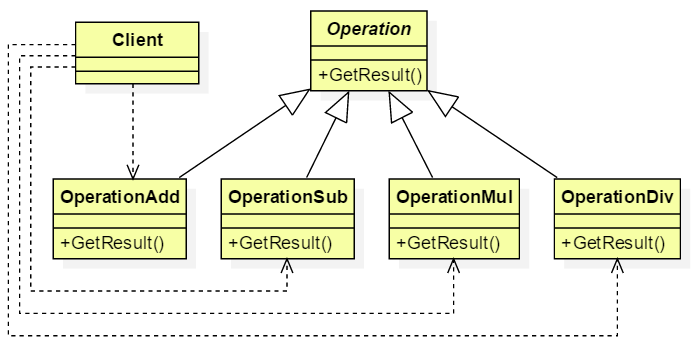 Client
Operation
+GetResult()
OperationAdd
+GetResult()
OperationSub
+GetResult()
OperationMul
+GetResult()
OperationDiv
+GetResult()